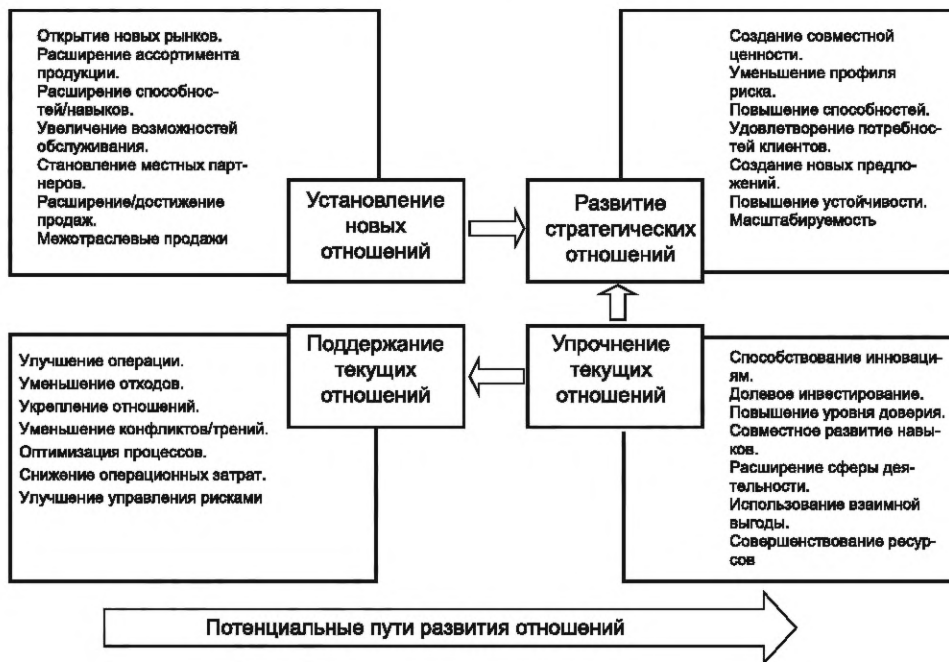 Открытие новых рынков.
Расширение ассортимента
продукции.
Расширение способнос-
тей/навыков.
Увеличение возможностей
обслуживания.
Становление местных парт-
неров.
Расширение/достижение
продаж.
Межотраслевые продажи
Установление
новых
отношений
Развитие
стратегических
отношений
Создание совместной
ценности.
Уменьшение профиля
риска.
Повышение способностей.
Удовлетворение потребнос-
тей клиентов.
Создание новых предло-
жений.
Повышение устойчивости.
Масштабируемость
Улучшение операции.
Уменьшение отходов.
Укрепление отношений.
Уменьшение конфликтов/трений.
Оптимизация процессов.
Снижение операционных затрат.
Улучшение управления рисками
Поддержание
текущих
отношений
Упрочнение
текущих
отношений
Способствование инноваци-
ям.
Долевое инвестирование.
Повышение уровня доверия.
Совместное развитие навы-
ков.
Расширение сферы дея-
тельности.
Использование взаимной
выгоды.
Совершенствование ресур-
сов
Потенциальные пути развития отношений